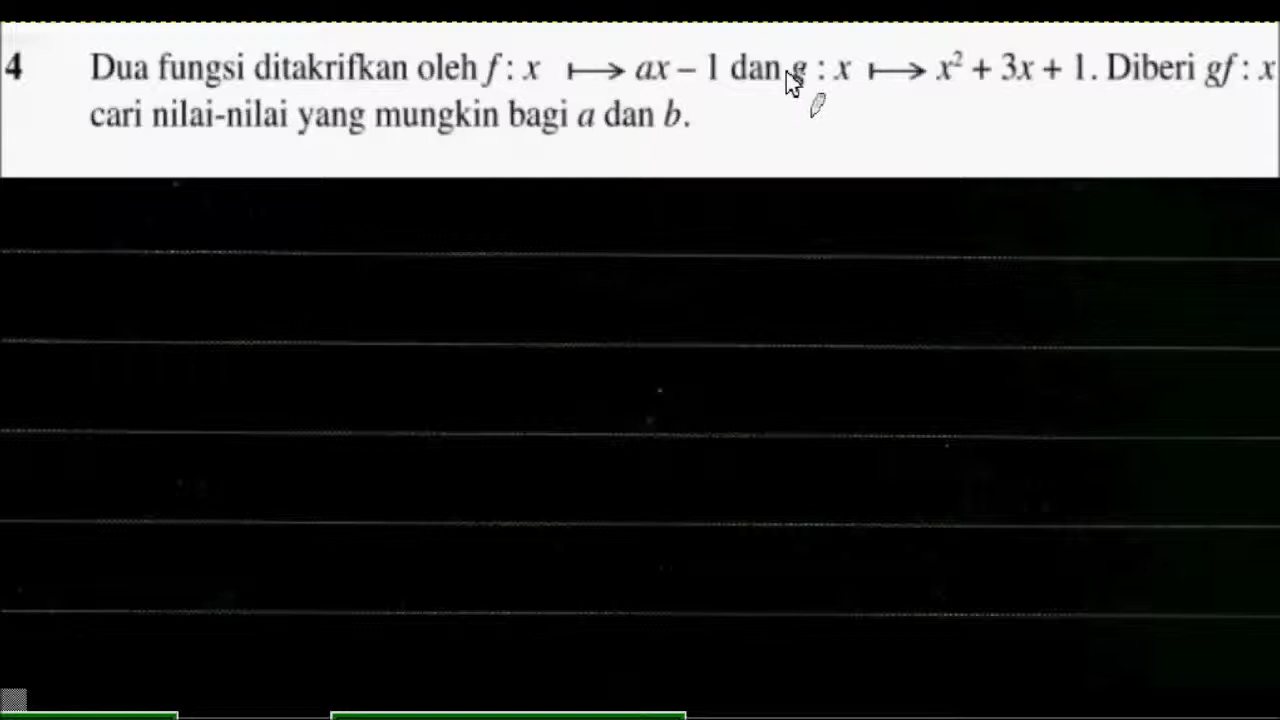 4 Dua fungsi ditakrifkan oleh f : x ⟼ ax – 1 dan g : x ⟼ x² + 3x + 1. Diberi gf : x
cari nilai-nilai yang mungkin bagi a dan b.